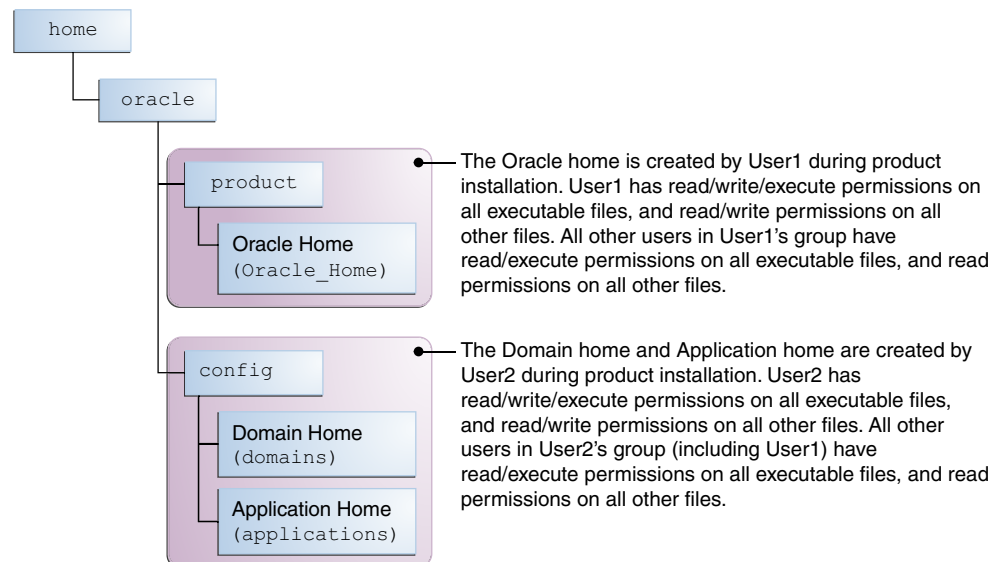 home
oracle
product
Oracle Home
(Oracle_Home)
The Oracle home is created by User1 during product
installation. User1 has read/write/execute permissions on
all executable files, and read/write permissions on all
other files. All other users in User1's group have
read/execute permissions on all executable files, and read
permissions on all other files.
config
Domain Home
(domains)
Application Home
(applications)
The Domain home and Application home are created by
User2 during product installation. User2 has
read/write/execute permissions on all executable files,
and read/write permissions on all other files. All other
users in User2's group (including User1) have
read/execute permissions on all executable files, and read
permissions on all other files.